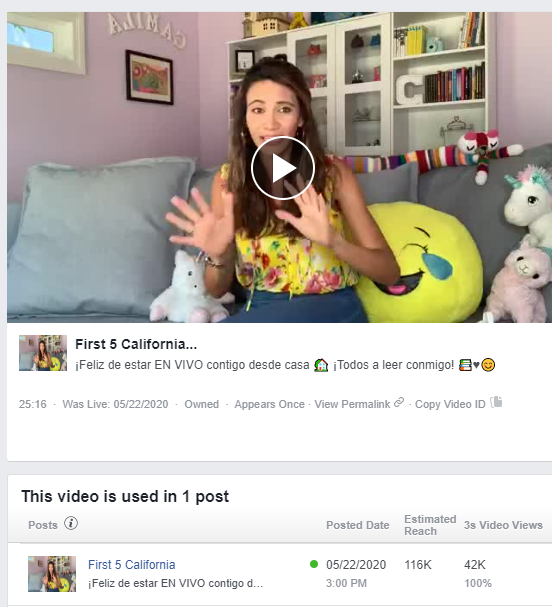 CAMILA
C
First 5 California...
¡Feliz de estar EN VIVO contigo desde casa 🏠 ¡Todos a leer conmigo! 📚♥😊
25:16 · Was Live: 05/22/2020 · Owned · Appears Once · View Permalink · Copy Video ID
This video is used in 1 post
Posts Posted Date Estimated Reach 3s Video Views
First 5 California 05/22/2020 116K 42K
¡Feliz de estar EN VIVO contigo d... 3:00 PM 100%